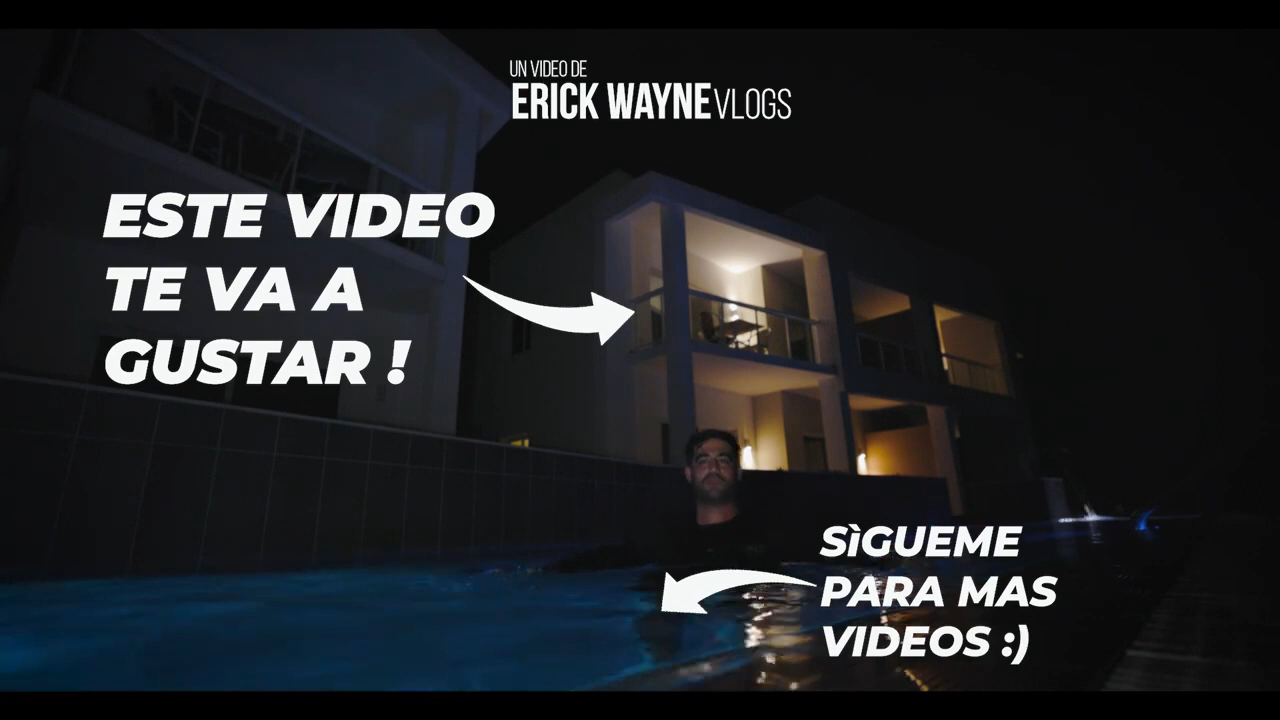 UN VIDEO DE
ERICK WAYNE VLOGS
ESTE VIDEO
TE VA A
GUSTAR !
SÌGUEME
PARA MAS
VIDEOS :)